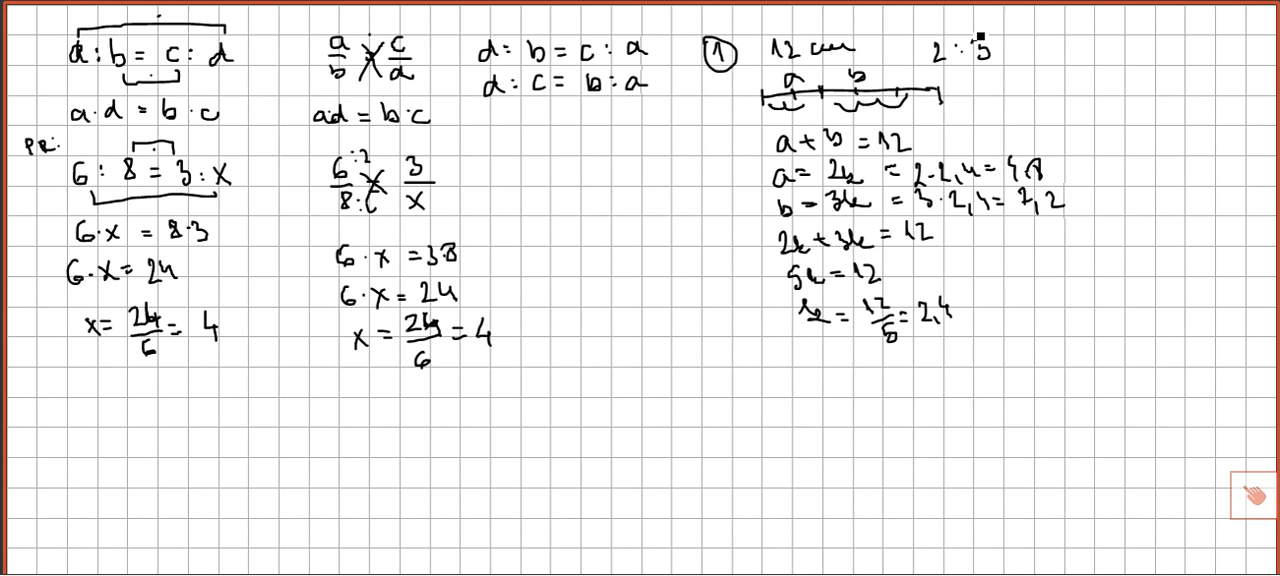 a : b = c : d
a · d = b · c
PR:
6 : 8 = 3 : x
6 · x = 8 · 3
6 · x = 24
x = 24/6 = 4
a/b = c/d
ad = b · c
6/8 = 3/x
6 · x = 3 · 8
6 · x = 24
x = 24/6 = 4
d : b = c : a
d : c = b : a
1 12 cm 2 : 3
a b
a + b = 12
a = 2k = 2 · 2,4 = 4,8
b = 3k = 3 · 2,4 = 7,2
2k + 3k = 12
5k = 12
k = 12/5 = 2,4